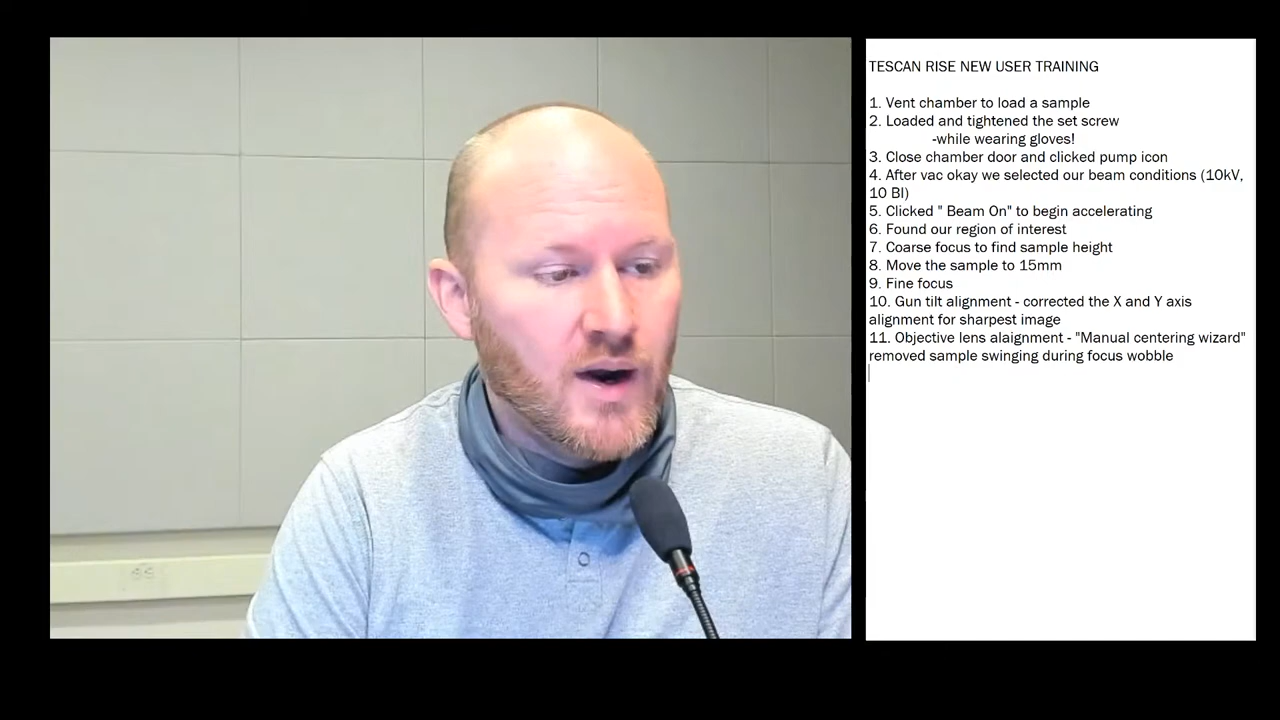 TESCAN RISE NEW USER TRAINING
1. Vent chamber to load a sample
2. Loaded and tightened the set screw
-while wearing gloves!
3. Close chamber door and clicked pump icon
4. After vac okay we selected our beam conditions (10kV,
10 BI)
5. Clicked " Beam On" to begin accelerating
6. Found our region of interest
7. Coarse focus to find sample height
8. Move the sample to 15mm
9. Fine focus
10. Gun tilt alignment - corrected the X and Y axis
alignment for sharpest image
11. Objective lens alaignment - "Manual centering wizard"
removed sample swinging during focus wobble